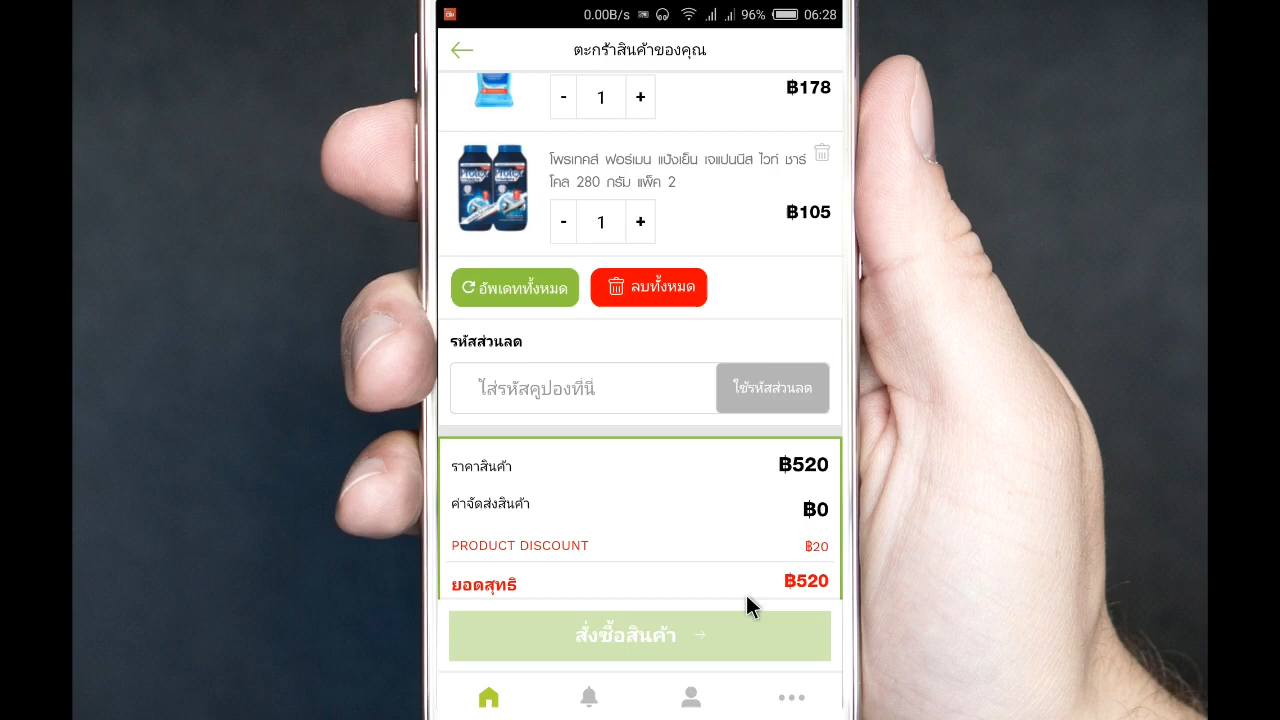 0.00B/s 96% 06:28
ตะกร้าสินค้าของคุณ
- 1 + ฿178
โพรเทคส์ ฟอร์เมน แป้งเย็น เจแปนนีส ไวท์ ชาร์
โคล 280 กรัม แพ็ค 2
- 1 + ฿105
Protex Protex
อัพเดททั้งหมด ลบทั้งหมด
รหัสส่วนลด
ใส่รหัสคูปองที่นี่ ใช้รหัสส่วนลด
ราคาสินค้า ฿520
ค่าจัดส่งสินค้า ฿0
PRODUCT DISCOUNT ฿20
ยอดสุทธิ ฿520
สั่งซื้อสินค้า →